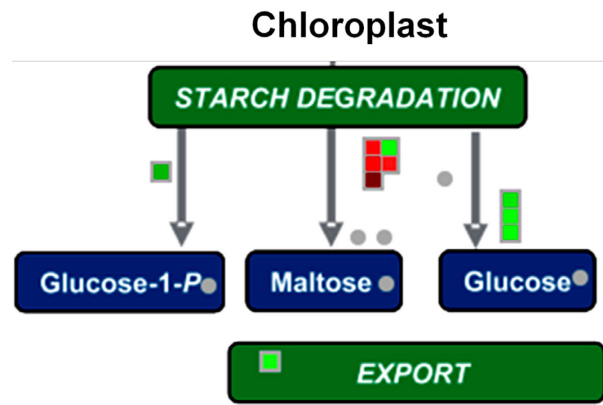 Chloroplast
STARCH DEGRADATION
Glucose-1-P
Maltose
Glucose
EXPORT